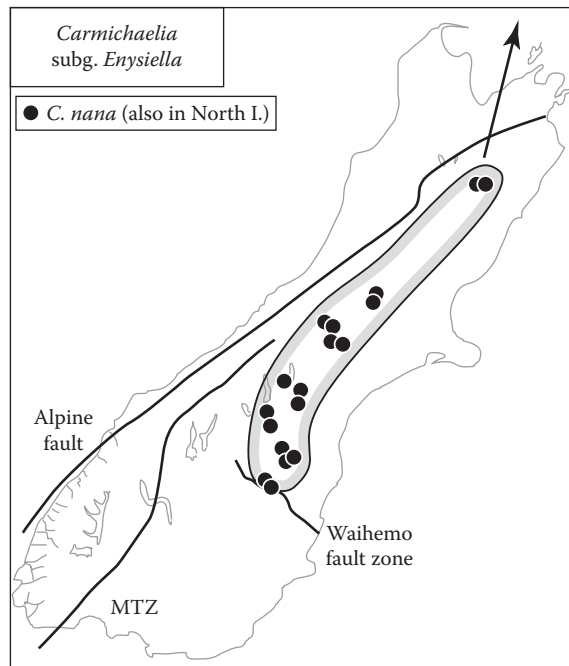 Carmichaelia
subg. Enysiella
C. nana (also in North I.)
Alpine
fault
Waihemo
fault zone
MTZ